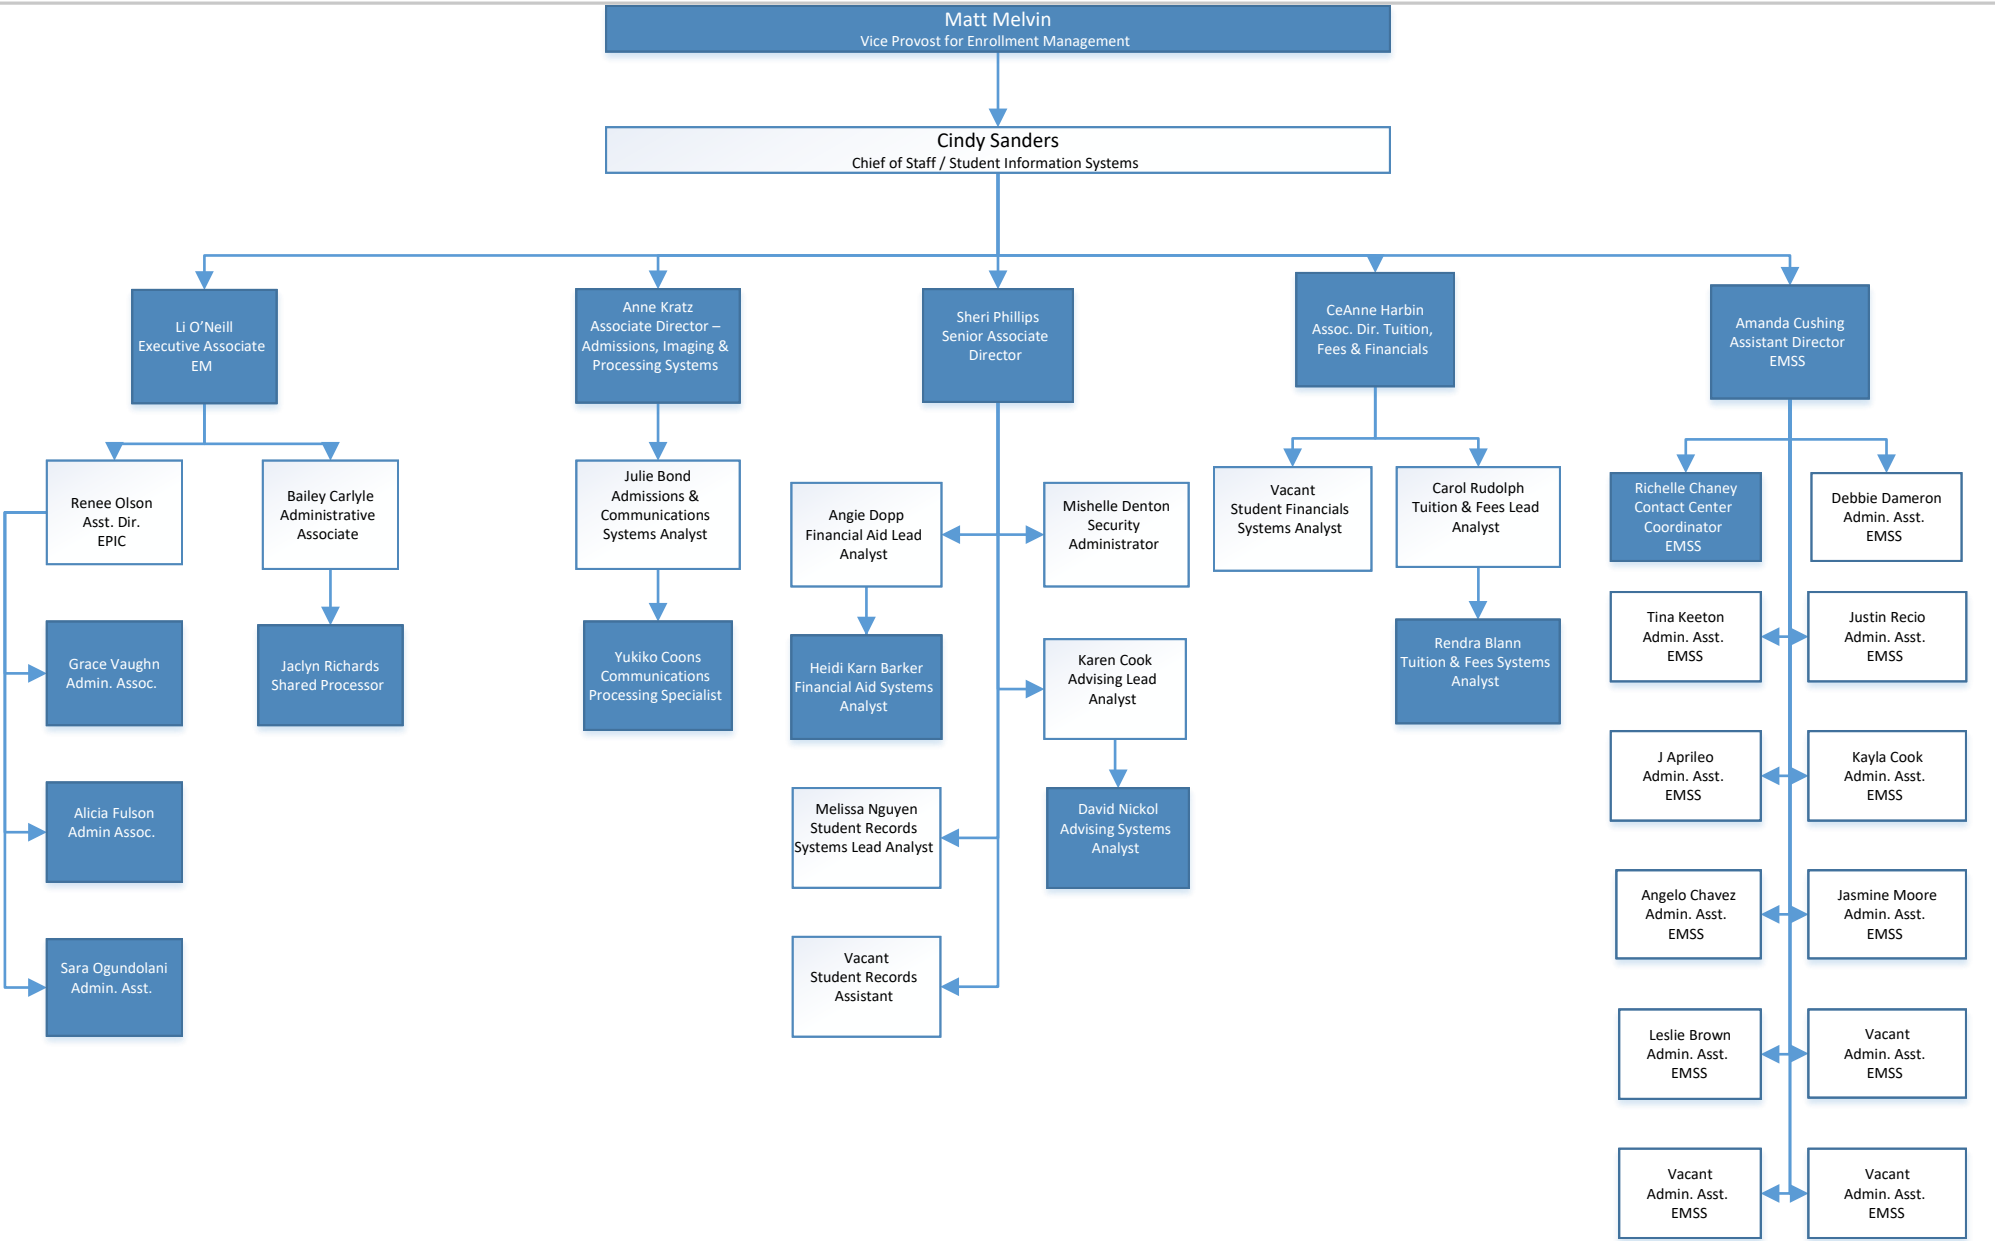 Matt Melvin
Vice Provost for Enrollment Management
Cindy Sanders
Chief of Staff / Student Information Systems
Li O’Neill
Executive Associate
EM
Anne Kratz
Associate Director –
Admissions, Imaging &
Processing Systems
Sheri Phillips
Senior Associate
Director
CeAnne Harbin
Assoc. Dir. Tuition,
Fees & Financials
Amanda Cushing
Assistant Director
EMSS
Renee Olson
Asst. Dir.
EPIC
Bailey Carlyle
Administrative
Associate
Julie Bond
Admissions &
Communications
Systems Analyst
Angie Dopp
Financial Aid Lead
Analyst
Mishelle Denton
Security
Administrator
Vacant
Student Financials
Systems Analyst
Carol Rudolph
Tuition & Fees Lead
Analyst
Richelle Chaney
Contact Center
Coordinator
EMSS
Debbie Dameron
Admin. Asst.
EMSS
Grace Vaughn
Admin. Assoc.
Jaclyn Richards
Shared Processor
Yukiko Coons
Communications
Processing Specialist
Heidi Karn Barker
Financial Aid Systems
Analyst
Karen Cook
Advising Lead
Analyst
Rendra Blann
Tuition & Fees Systems
Analyst
Tina Keeton
Admin. Asst.
EMSS
Justin Recio
Admin. Asst.
EMSS
Alicia Fulson
Admin Assoc.
Melissa Nguyen
Student Records
Systems Lead Analyst
David Nickol
Advising Systems
Analyst
J Aprileo
Admin. Asst.
EMSS
Kayla Cook
Admin. Asst.
EMSS
Angelo Chavez
Admin. Asst.
EMSS
Jasmine Moore
Admin. Asst.
EMSS
Sara Ogundolani
Admin. Asst.
Vacant
Student Records
Assistant
Leslie Brown
Admin. Asst.
EMSS
Vacant
Admin. Asst.
EMSS
Vacant
Admin. Asst.
EMSS
Vacant
Admin. Asst.
EMSS